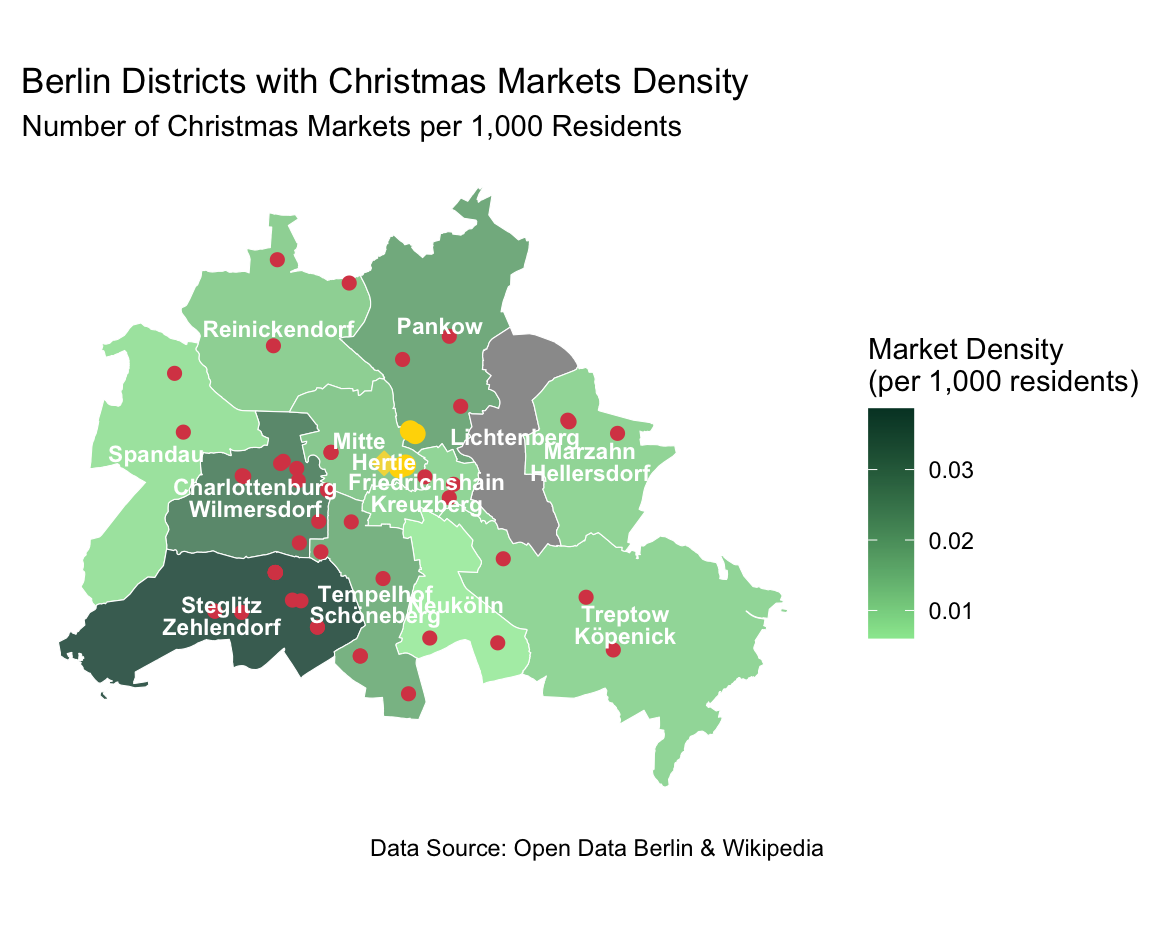 Berlin Districts with Christmas Markets Density
Number of Christmas Markets per 1,000 Residents
Reinickendorf
Pankow
Mitte
Lichtenberg
Spandau
Hertie
Marzahn
Hellersdorf
Charlottenburg
Wilmersdorf
Friedrichshain
Kreuzberg
Steglitz
Zehlendorf
Tempelhof
Schöneberg
Neukölln
Treptow
Köpenick
Market Density
(per 1,000 residents)
0.03
0.02
0.01
Data Source: Open Data Berlin & Wikipedia